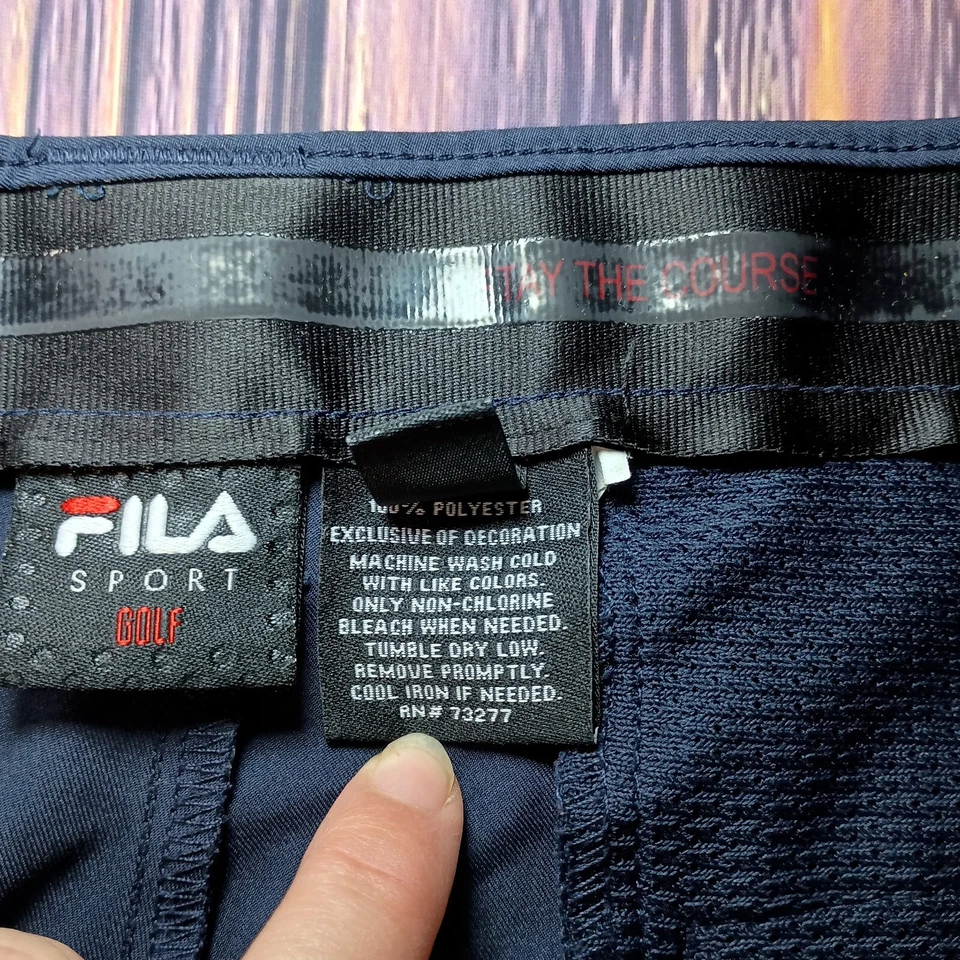 TAY THE COURSE
FILA
SPORT
GOLF
100% POLYESTER
EXCLUSIVE OF DECORATION
MACHINE WASH COLD
WITH LIKE COLORS.
ONLY NON-CHLORINE
BLEACH WHEN NEEDED.
TUMBLE DRY LOW.
REMOVE PROMPTLY.
COOL IRON IF NEEDED.
RN# 73277